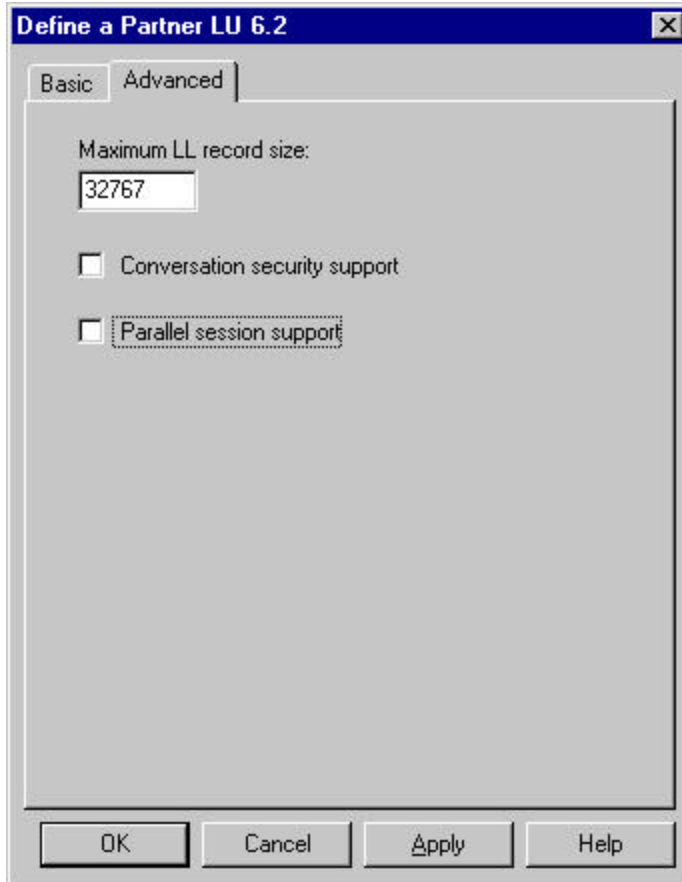 Define a Partner LU 6.2
Basic Advanced
Maximum LL record size:
32767
Conversation security support
Parallel session support
OK Cancel Apply Help